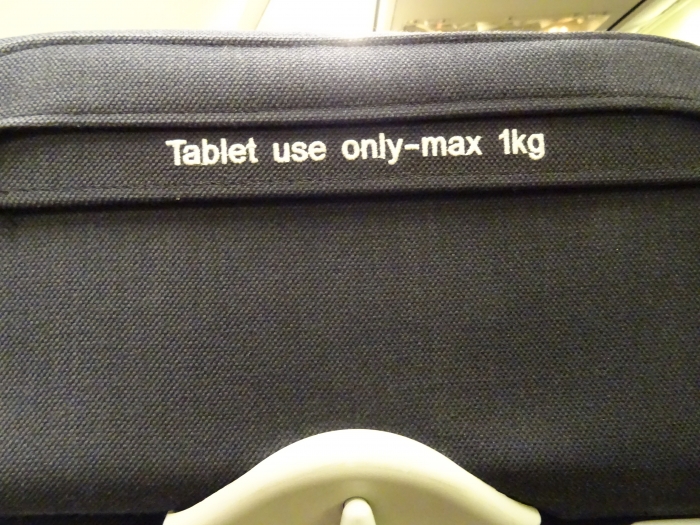 Tablet use only-max 1kg